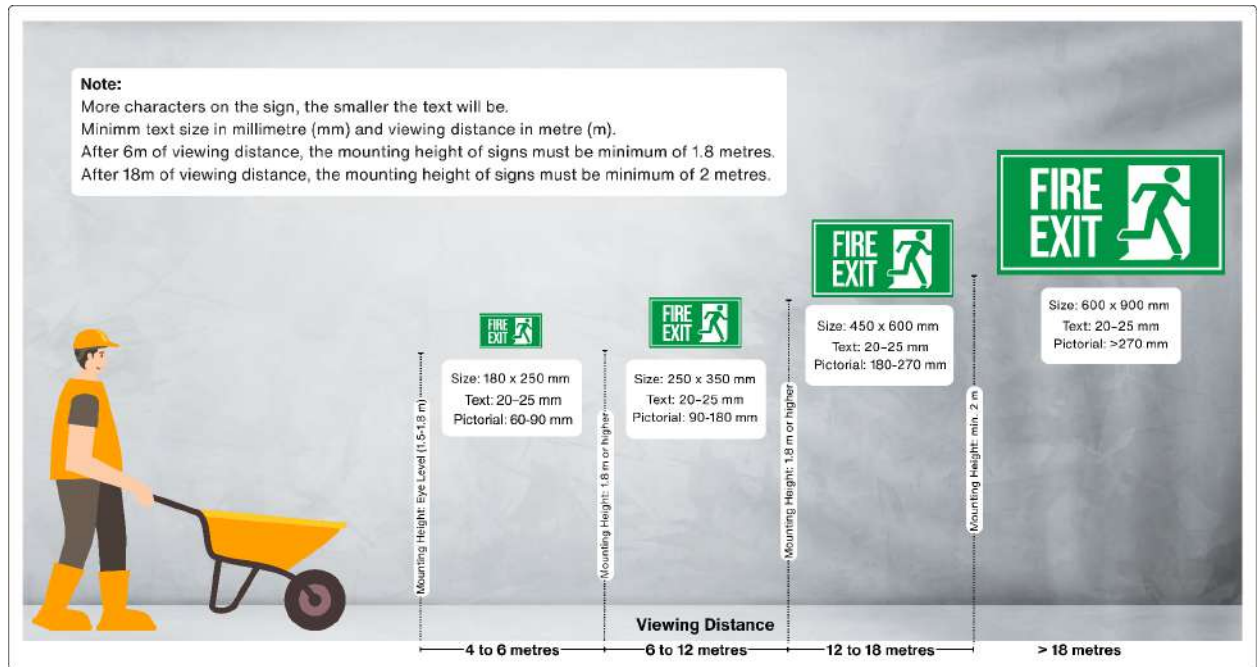 Note:
More characters on the sign, the smaller the text will be.
Minimm text size in millimetre (mm) and viewing distance in metre (m).
After 6m of viewing distance, the mounting height of signs must be minimum of 1.8 metres.
After 18m of viewing distance, the mounting height of signs must be minimum of 2 metres.
FIRE
EXIT
Size: 180 x 250 mm
Text: 20-25 mm
Pictorial: 60-90 mm
FIRE
EXIT
Size: 250 x 350 mm
Text: 20-25 mm
Pictorial: 90-180 mm
FIRE
EXIT
Size: 450 x 600 mm
Text: 20-25 mm
Pictorial: 180-270 mm
FIRE
EXIT
Size: 600 x 900 mm
Text: 20-25 mm
Pictorial: >270 mm
Mounting Height: Eye Level (1.5-1.8 m)
Mounting Height: 1.8 m or higher
Mounting Height: 1.8 m or higher
Mounting Height: min. 2 m
Viewing Distance
4 to 6 metres
6 to 12 metres
12 to 18 metres
> 18 metres